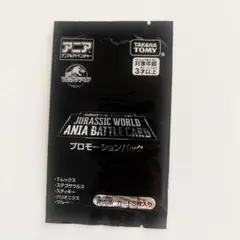 アニア
TAKARA TOMY
対象年齢
3才以上
JURASSIC WORLD
ANIA BATTLE CARD
プロモーションパック
・T-レックス
・ステゴサウルス
・スティギー
・バリオニクス
・ブルー